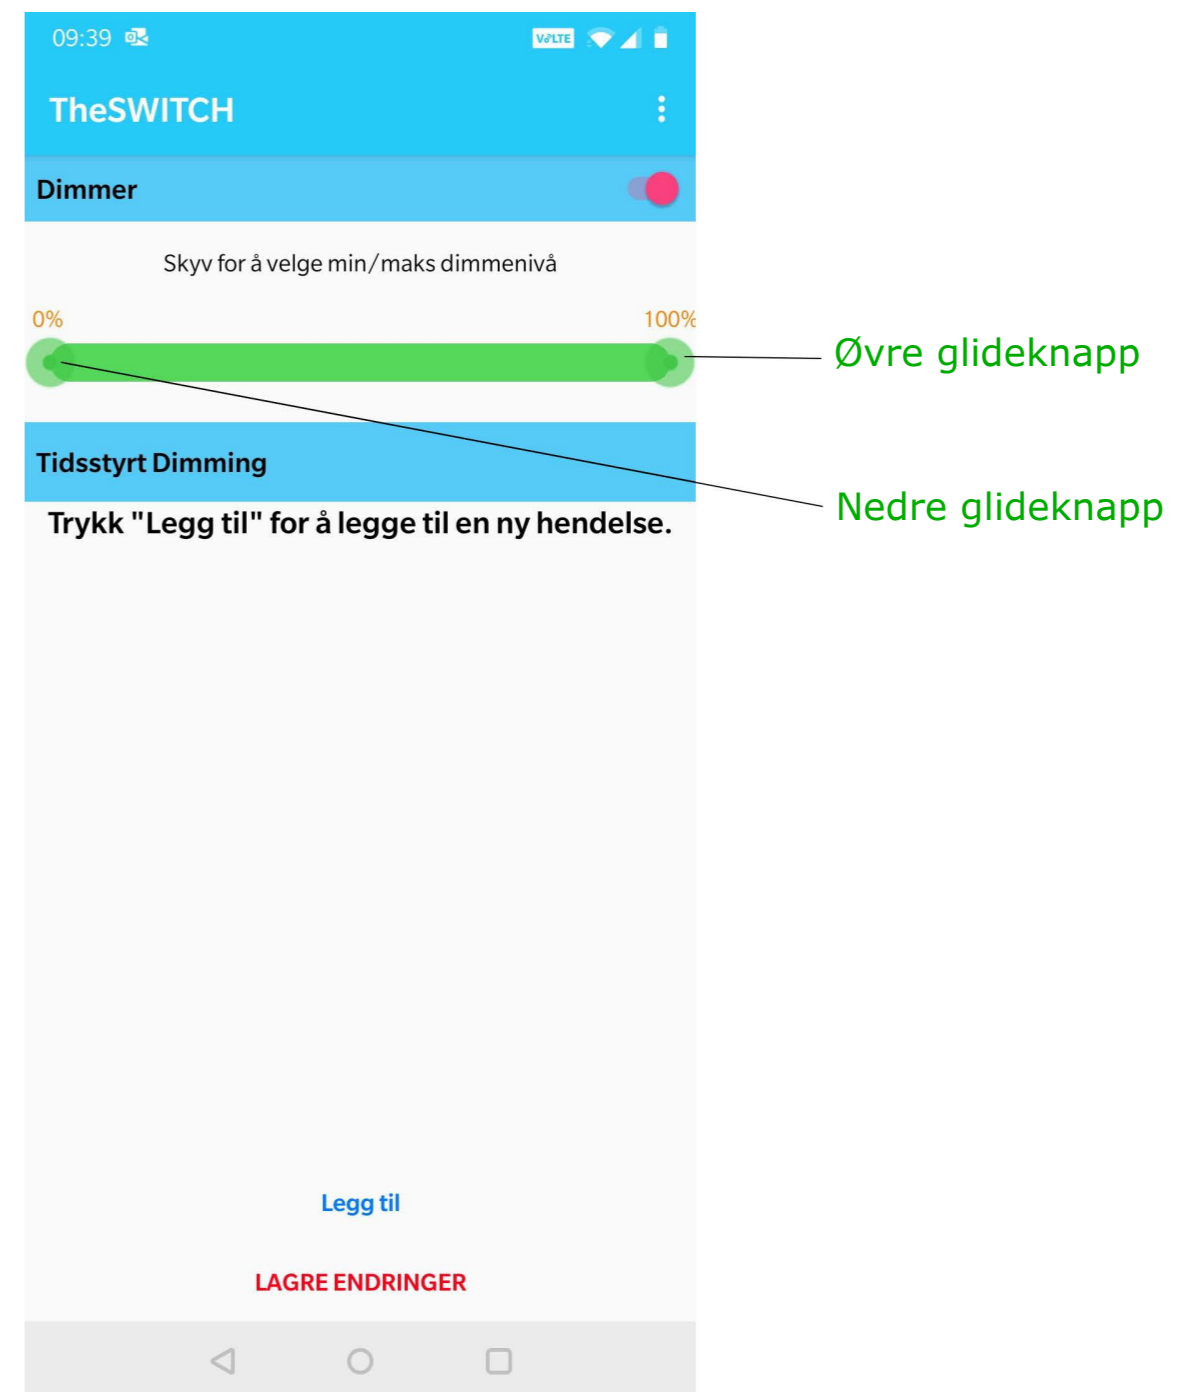 09:39
VoLTE
TheSWITCH
Dimmer
Skyv for å velge min/maks dimmenivå
0%
100%
Øvre glideknapp
Tidsstyrt Dimming
Nedre glideknapp
Trykk "Legg til" for å legge til en ny hendelse.
Legg til
LAGRE ENDRINGER